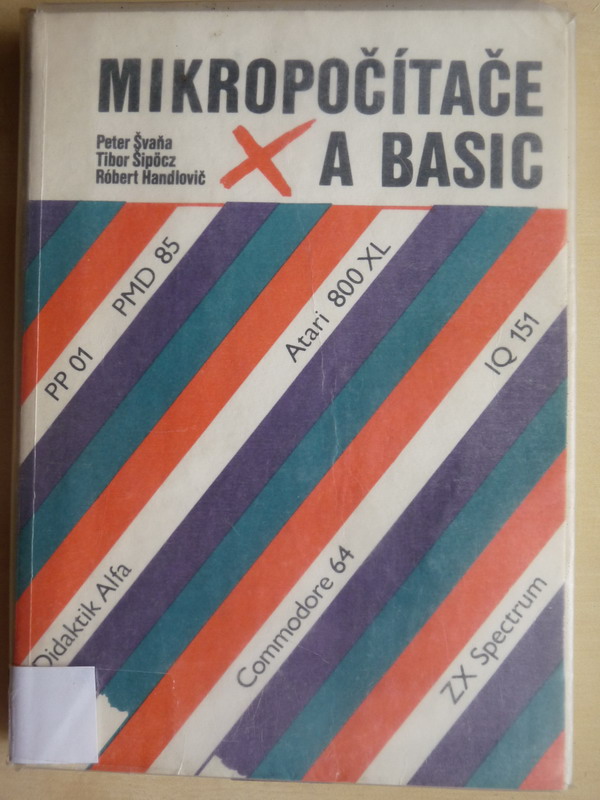 MIKROPOČÍTAČE
A BASIC
Peter Švaňa
Tibor Šipöcz
Róbert Handlovič
PP 01
PMD 85
Atari 800 XL
IQ 151
Didaktik Alfa
Commodore 64
ZX Spectrum